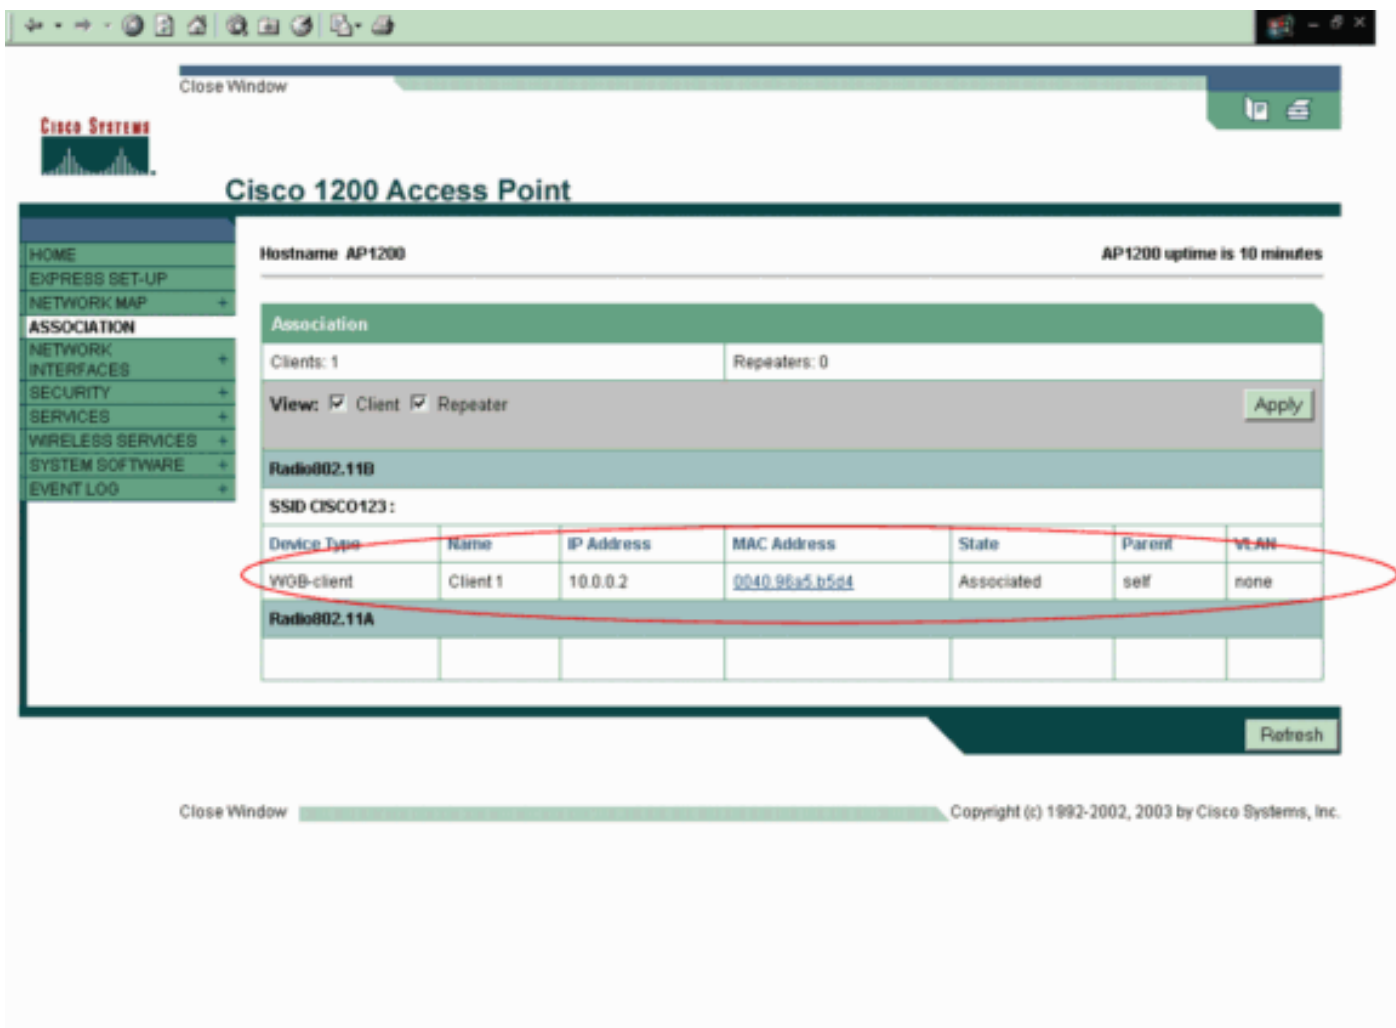 Close Window
CISCO SYSTEMS
Cisco 1200 Access Point
HOME
EXPRESS SET-UP
NETWORK MAP +
ASSOCIATION
NETWORK
INTERFACES +
SECURITY +
SERVICES +
WIRELESS SERVICES +
SYSTEM SOFTWARE +
EVENT LOG +
Hostname AP1200
AP1200 uptime is 10 minutes
Association
Clients: 1
Repeaters: 0
View: Client Repeater
Apply
Radio802.11B
SSID CISCO123 :
Device Type Name IP Address MAC Address State Parent VLAN
WGB-client Client 1 10.0.0.2 0040.96a5.b5d4 Associated self none
Radio802.11A
Refresh
Close Window
Copyright (c) 1992-2002, 2003 by Cisco Systems, Inc.